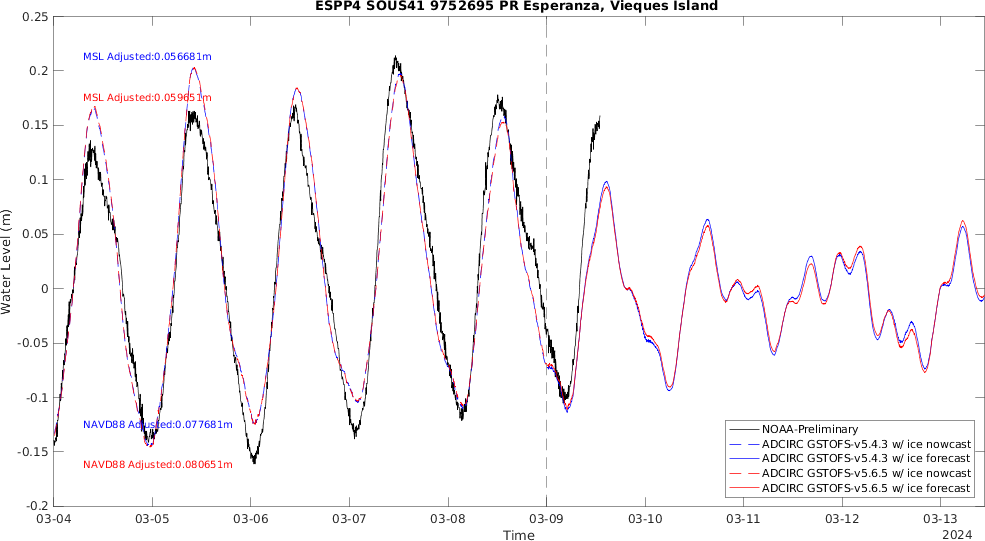 ESPP4 SOUS41 9752695 PR Esperanza, Vieques Island
0.25
0.2
0.15
0.1
0.05
0
-0.05
-0.1
-0.15
-0.2
Water Level (m)
MSL Adjusted:0.056681m
MSL Adjusted:0.059651m
NAVD88 Adjusted:0.077681m
NAVD88 Adjusted:0.080651m
NOAA-Preliminary
ADCIRC GSTOFS-v5.4.3 w/ ice nowcast
ADCIRC GSTOFS-v5.4.3 w/ ice forecast
ADCIRC GSTOFS-v5.6.5 w/ ice nowcast
ADCIRC GSTOFS-v5.6.5 w/ ice forecast
03-04 03-05 03-06 03-07 03-08 03-09 03-10 03-11 03-12 03-13
Time
2024